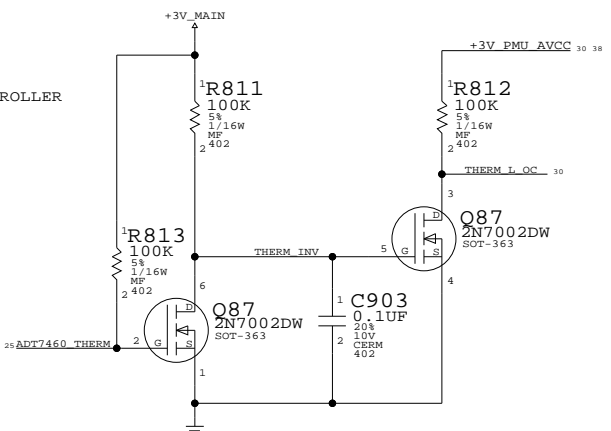 +3V_MAIN
+3V_PMU_AVCC 30 38
ROLLER
1
R811
100K
5%
1/16W
MF
402
2
1
R812
100K
5%
1/16W
MF
402
2
THERM_L_OC 30
3
D
Q87
2N7002DW
SOT-363
5
G
S
4
1
R813
100K
5%
1/16W
MF
402
2
THERM_INV
6
D
Q87
2N7002DW
SOT-363
25 ADT7460_THERM
2
G
S
1
1
C903
0.1UF
20%
10V
CERM
402
2